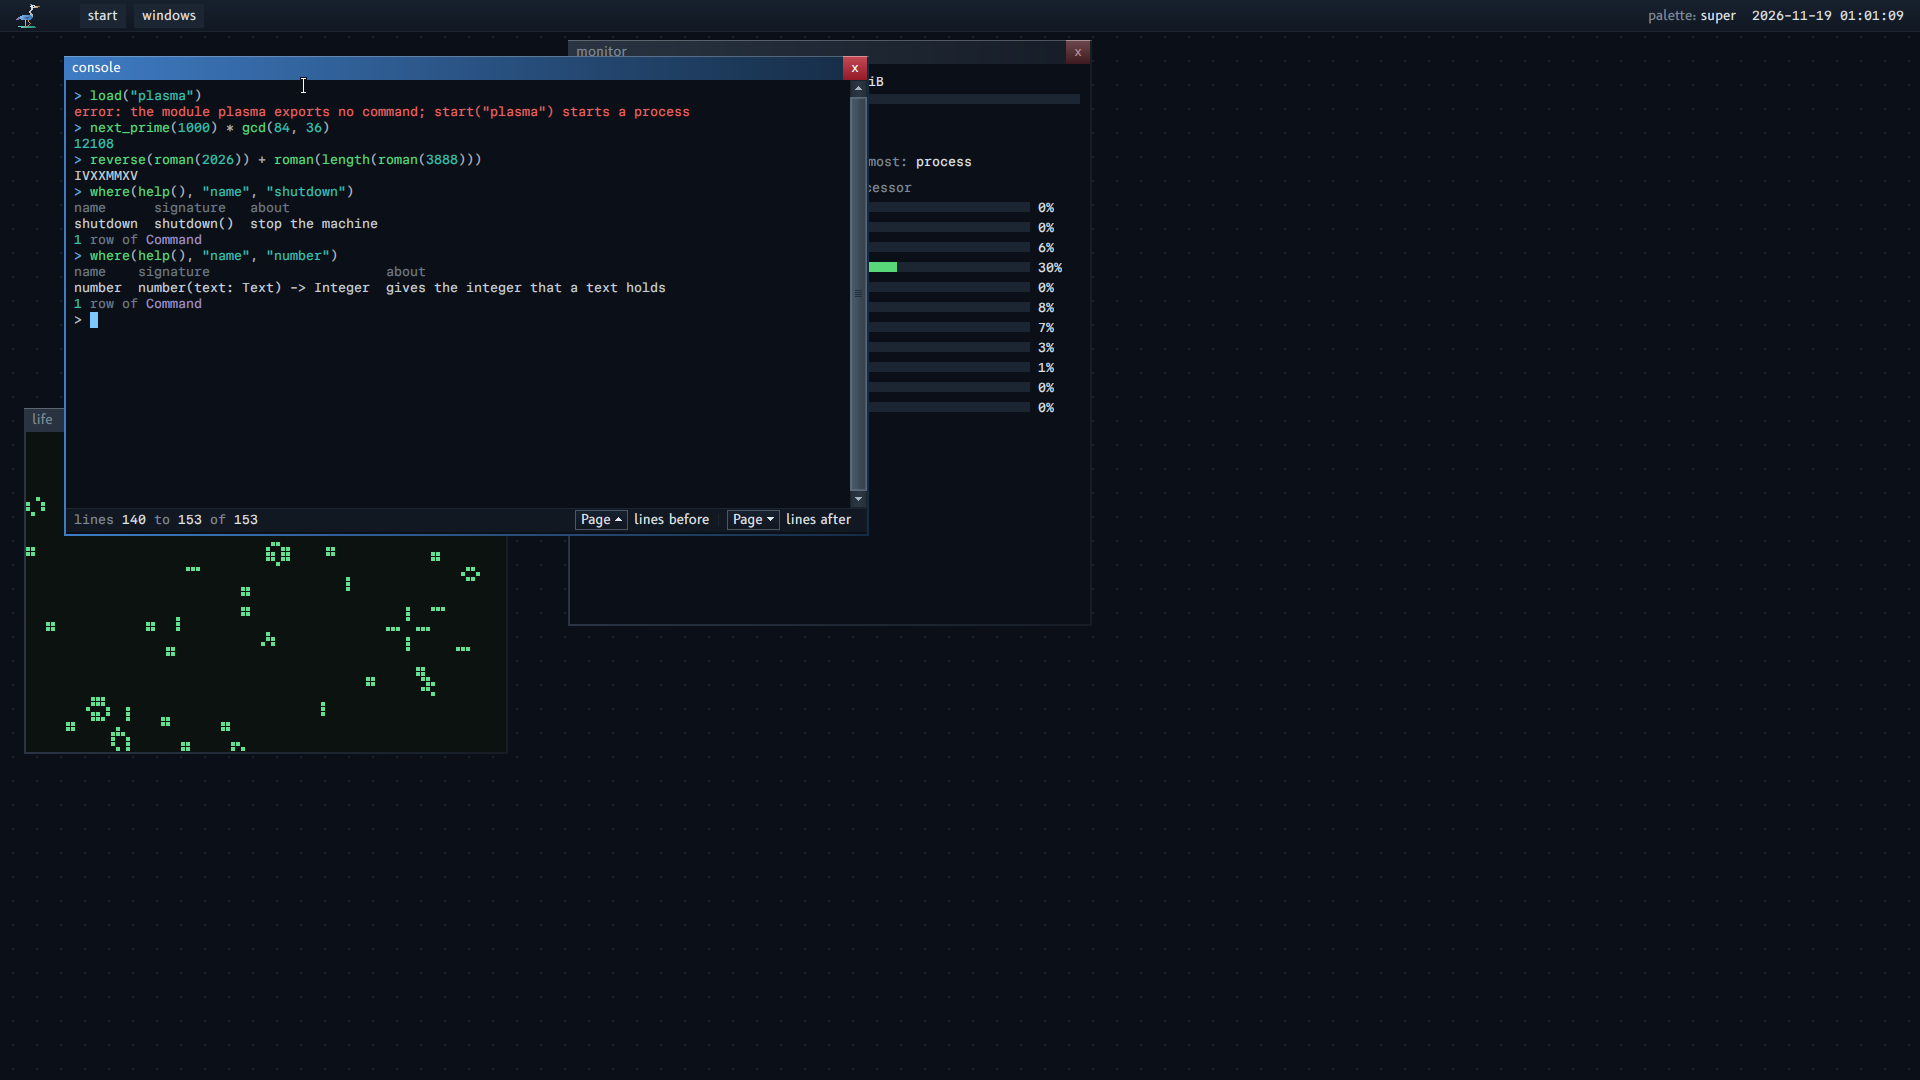 start windows palette: super 2026-11-19 01:01:09
monitor x
console x
iB
> load("plasma")
error: the module plasma exports no command; start("plasma") starts a process
> next_prime(1000) * gcd(84, 36)
12108
> reverse(roman(2026)) + roman(length(roman(3888)))
IVXXMMXV
> where(help(), "name", "shutdown")
name signature about
shutdown shutdown() stop the machine
1 row of Command
> where(help(), "name", "number")
name signature about
number number(text: Text) -> Integer gives the integer that a text holds
1 row of Command
>
lines 140 to 153 of 153 Page lines before Page lines after
most: process
cessor
0%
0%
6%
30%
0%
8%
7%
3%
1%
0%
0%
life